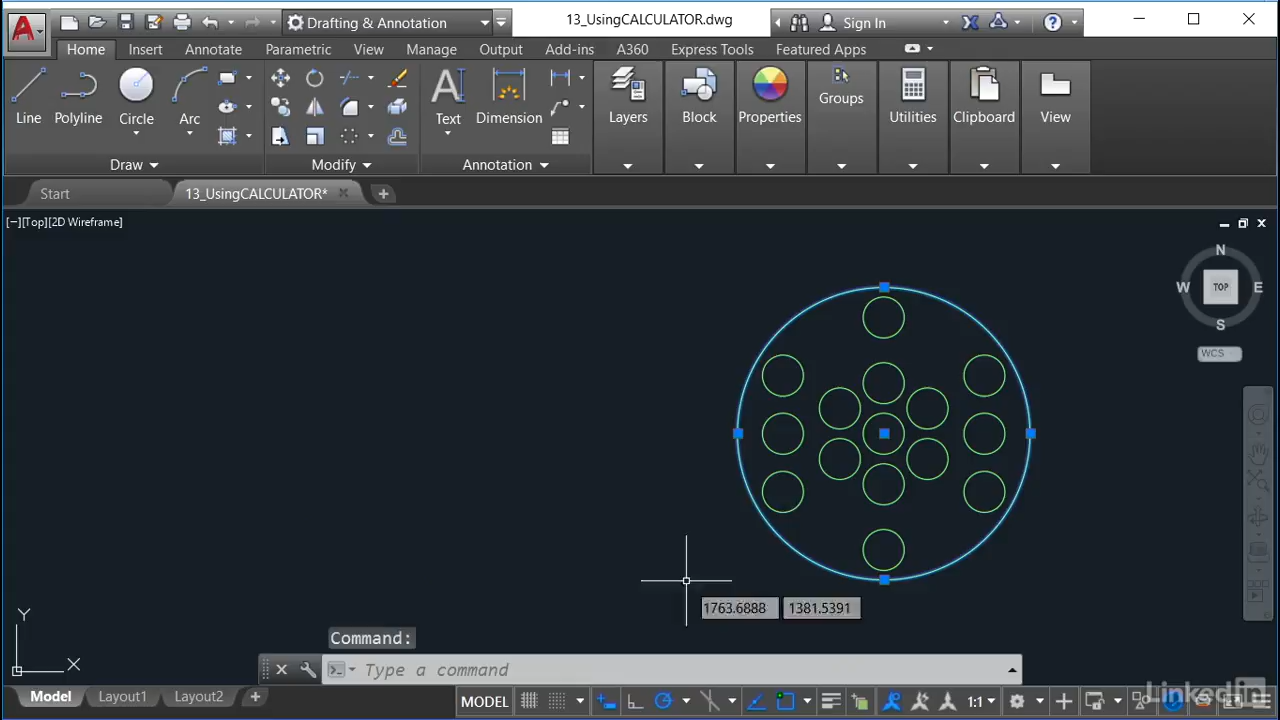 Drafting & Annotation
13_UsingCALCULATOR.dwg
Sign In
Home Insert Annotate Parametric View Manage Output Add-ins A360 Express Tools Featured Apps
Line Polyline Circle Arc Text Dimension Layers Block Properties Groups Utilities Clipboard View
Draw Modify Annotation
Start 13_UsingCALCULATOR*
[−][Top][2D Wireframe]
N
W TOP E
S
WCS
1763.6888 1381.5391
Y
X
Command:
Type a command
Model Layout1 Layout2 MODEL 1:1
LinkedIn